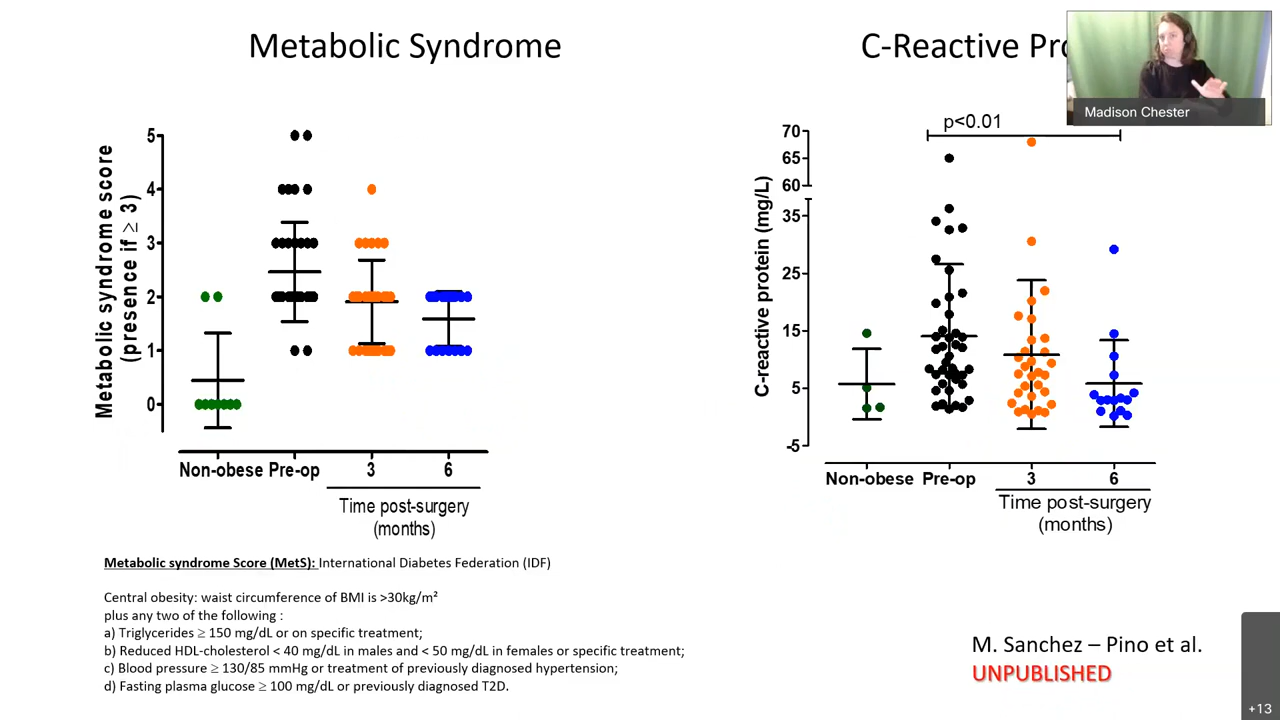 Metabolic Syndrome
C-Reactive Pro
Madison Chester
Metabolic syndrome score
(presence if ≥ 3)
5
4
3
2
1
0
Non-obese Pre-op 3 6
Time post-surgery
(months)
p<0.01
C-reactive protein (mg/L)
70
65
60
35
25
15
5
-5
Non-obese Pre-op 3 6
Time post-surgery
(months)
Metabolic syndrome Score (MetS): International Diabetes Federation (IDF)
Central obesity: waist circumference of BMI is >30kg/m²
plus any two of the following :
a) Triglycerides ≥ 150 mg/dL or on specific treatment;
b) Reduced HDL-cholesterol < 40 mg/dL in males and < 50 mg/dL in females or specific treatment;
c) Blood pressure ≥ 130/85 mmHg or treatment of previously diagnosed hypertension;
d) Fasting plasma glucose ≥ 100 mg/dL or previously diagnosed T2D.
M. Sanchez – Pino et al.
UNPUBLISHED
+13